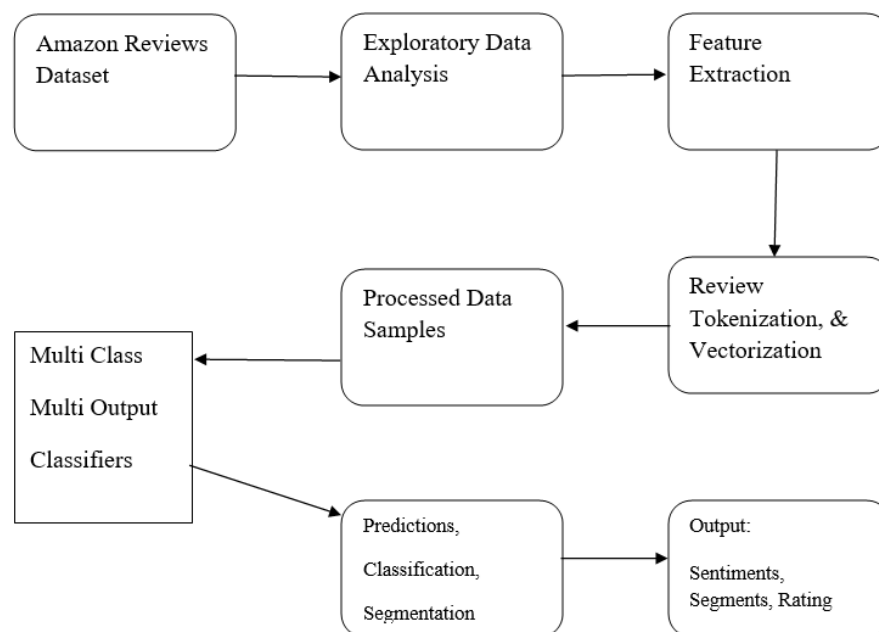 Amazon Reviews
Dataset
Exploratory Data
Analysis
Feature
Extraction
Review
Tokenization, &
Vectorization
Processed Data
Samples
Multi Class
Multi Output
Classifiers
Predictions,
Classification,
Segmentation
Output:
Sentiments,
Segments, Rating